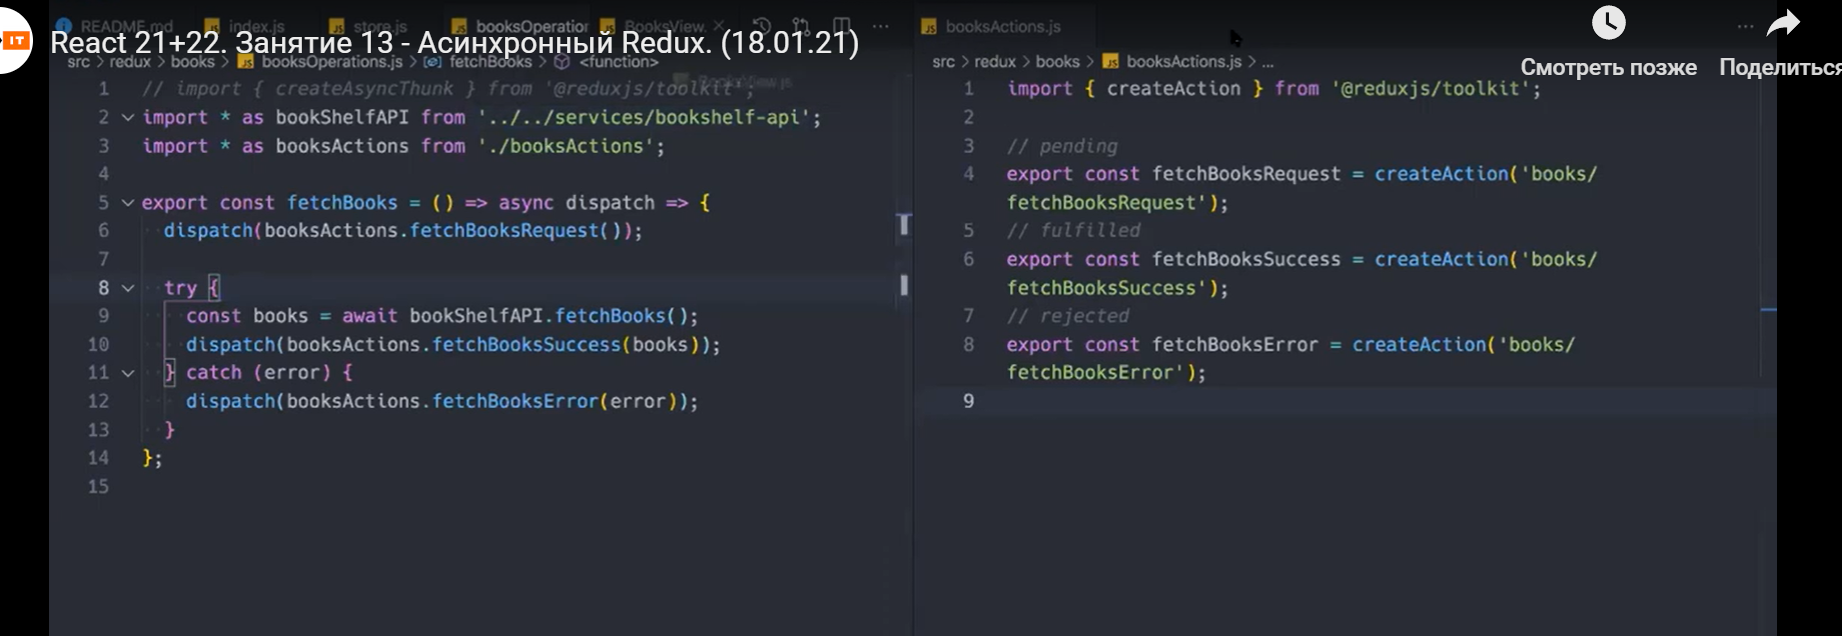 README.md index.js store.js booksOperation BooksView. ···
IT
React 21+22. Занятие 13 - Асинхронный Redux. (18.01.21)
src > redux > books > JS booksOperations.js > fetchBooks > <function>
BooksView.js
1 // import { createAsyncThunk } from '@reduxjs/toolkit';
2 import * as bookShelfAPI from '../../services/bookshelf-api';
3 import * as booksActions from './booksActions';
4
5 export const fetchBooks = () => async dispatch => {
6 dispatch(booksActions.fetchBooksRequest());
7
8 try {
9 const books = await bookShelfAPI.fetchBooks();
10 dispatch(booksActions.fetchBooksSuccess(books));
11 } catch (error) {
12 dispatch(booksActions.fetchBooksError(error));
13 }
14 };
15
JS booksActions.js ···
Смотреть позже
Поделиться
src > redux > books > JS booksActions.js > ...
1 import { createAction } from '@reduxjs/toolkit';
2
3 // pending
4 export const fetchBooksRequest = createAction('books/
fetchBooksRequest');
5 // fulfilled
6 export const fetchBooksSuccess = createAction('books/
fetchBooksSuccess');
7 // rejected
8 export const fetchBooksError = createAction('books/
fetchBooksError');
9